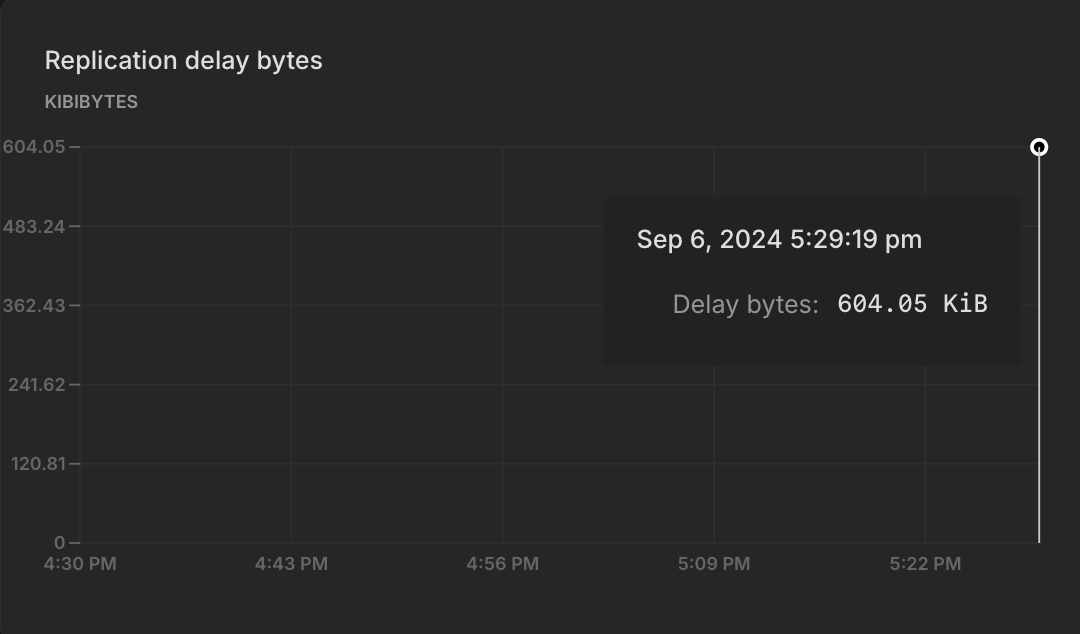 Replication delay bytes
KIBIBYTES
604.05
483.24
362.43
241.62
120.81
0
Sep 6, 2024 5:29:19 pm
Delay bytes: 604.05 KiB
4:30 PM 4:43 PM 4:56 PM 5:09 PM 5:22 PM